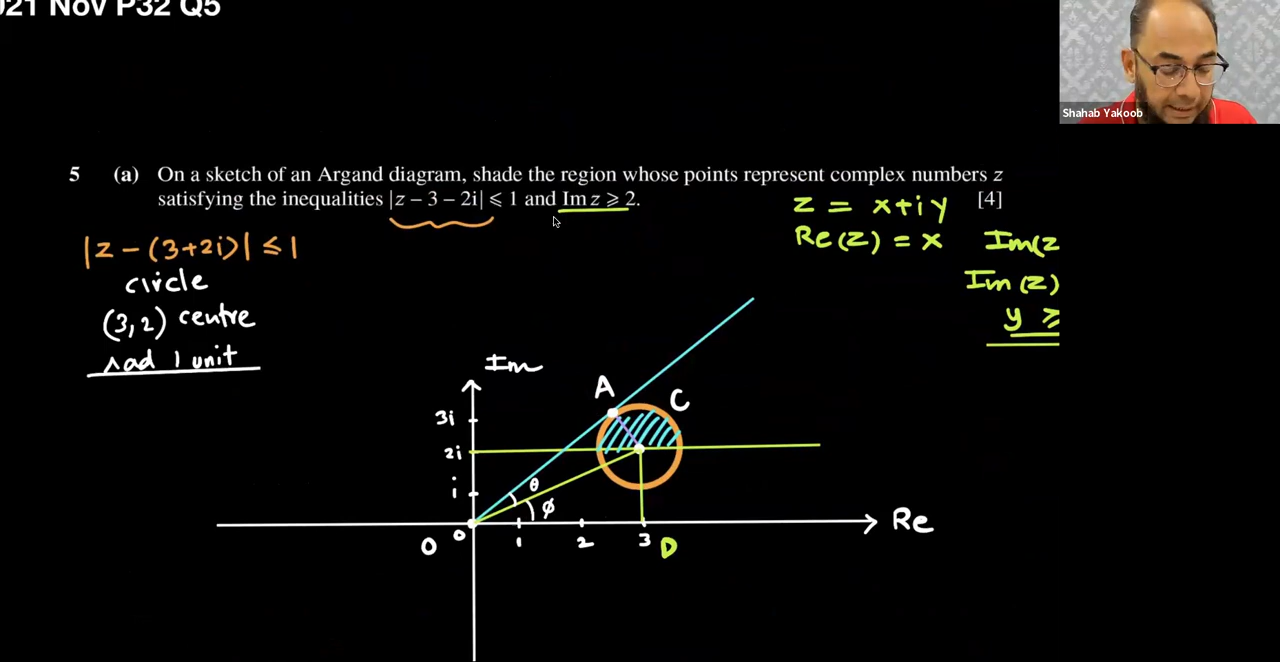 021 Nov P32 Q5
Shahab Yakoob
5 (a) On a sketch of an Argand diagram, shade the region whose points represent complex numbers z
satisfying the inequalities |z − 3 − 2i| ⩽ 1 and Im z ⩾ 2. [4]
z = x+iy
|z − (3+2i)| ≤ 1
Re(z) = x Im(z
circle
Im(z)
(3,2) centre
y ≥
rad 1 unit
Im
A
C
3i
2i
i
θ
φ
Re
O 0 1 2 3 D